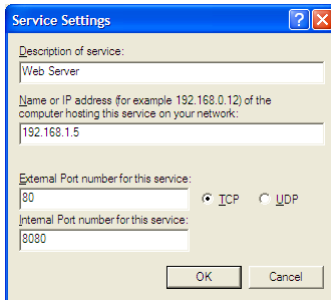 Service Settings
Description of service:
Web Server
Name or IP address (for example 192.168.0.12) of the
computer hosting this service on your network:
192.168.1.5
External Port number for this service:
80
TCP UDP
Internal Port number for this service:
8080
OK Cancel